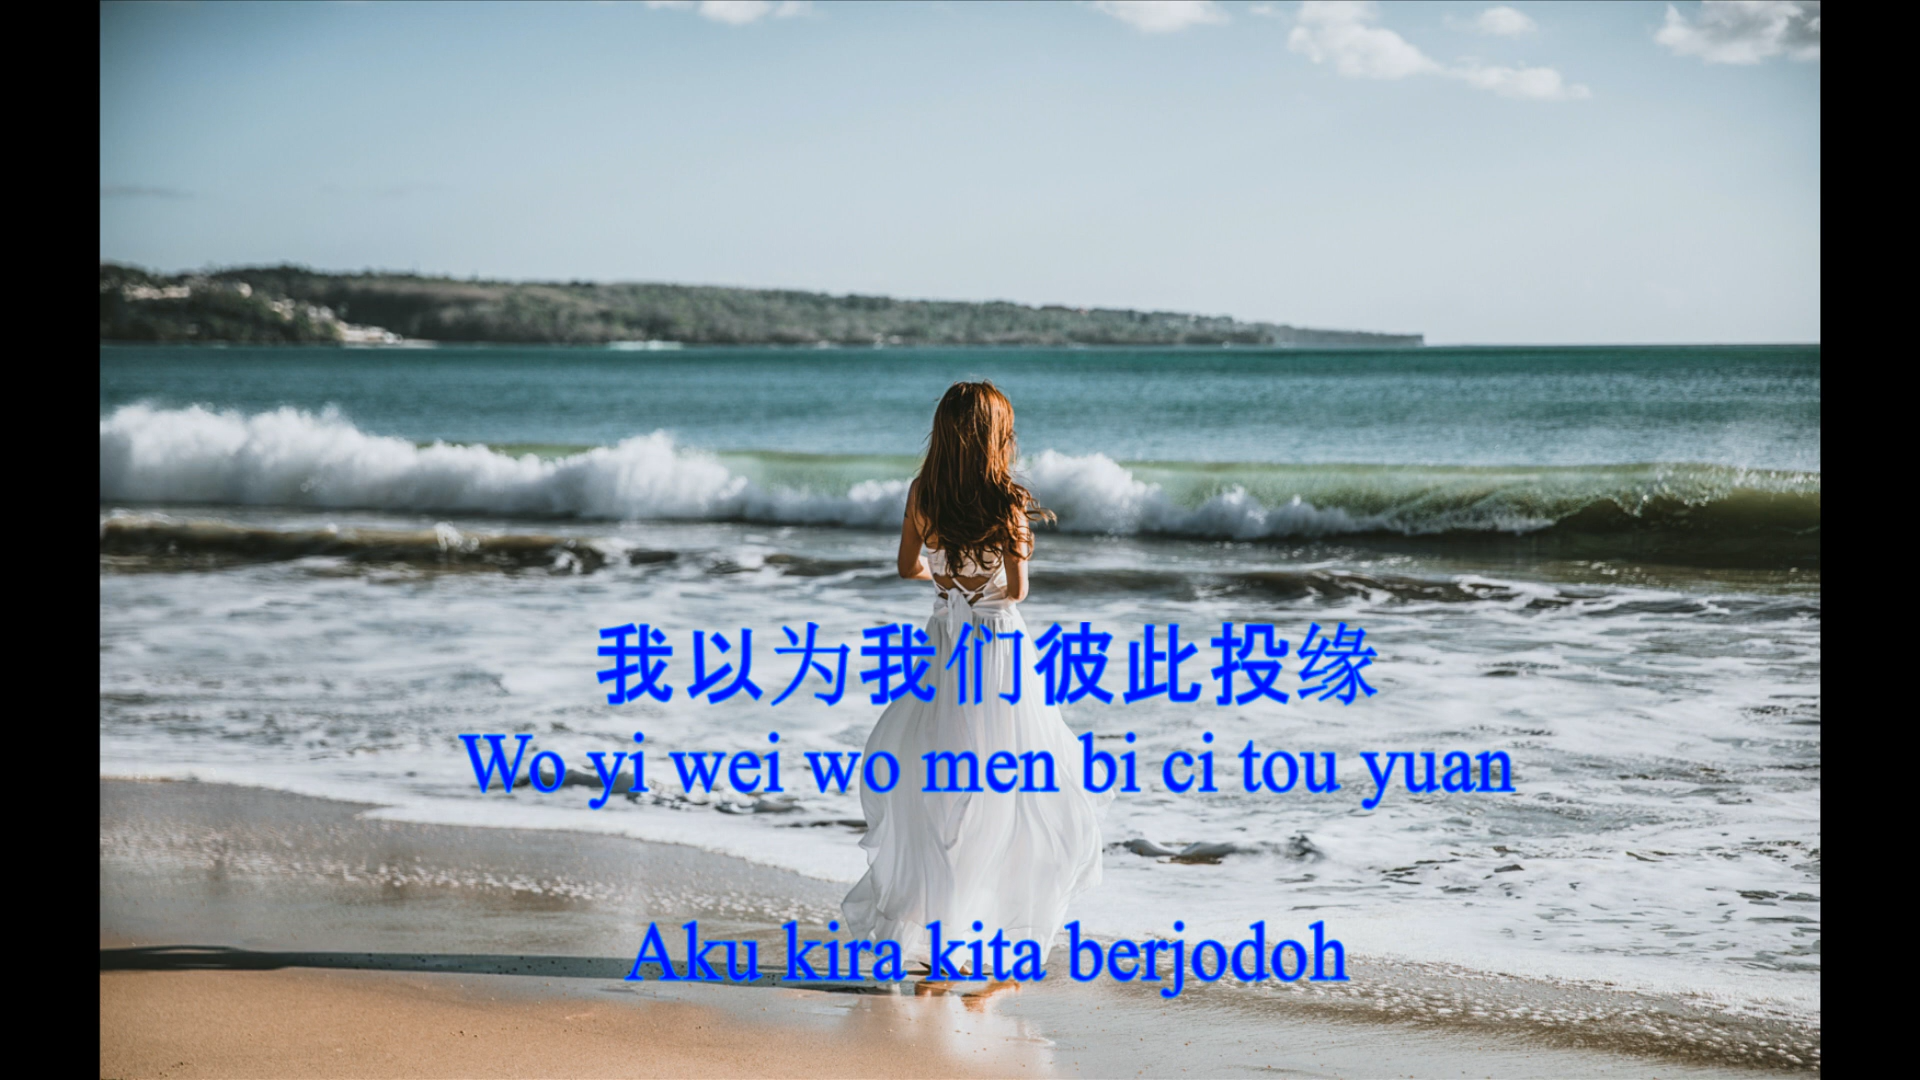 我以为我们彼此投缘
Wo yi wei wo men bi ci tou yuan
Aku kira kita berjodoh